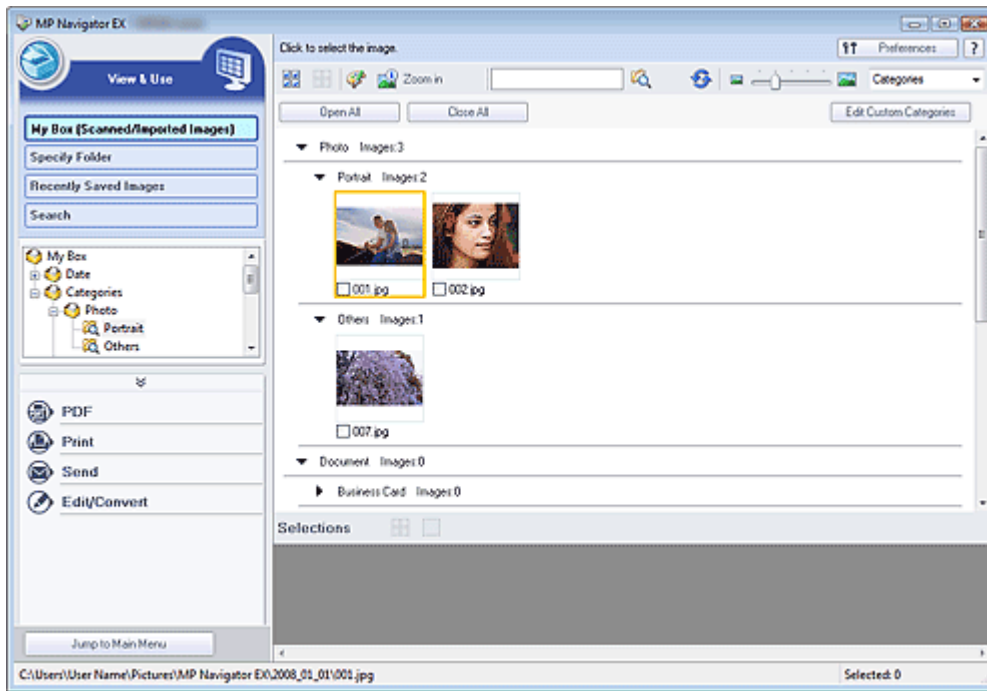 MP Navigator EX
View & Use
My Box (Scanned/Imported Images)
Specify Folder
Recently Saved Images
Search
My Box
Date
Categories
Photo
Portrait
Others
PDF
Print
Send
Edit/Convert
Jump to Main Menu
Click to select the image.
Preferences
?
Zoom in
Categories
Open All
Close All
Edit Custom Categories
Photo Images:3
Portrait Images:2
001.jpg 002.jpg
Others Images:1
007.jpg
Document Images:0
Business Card Images:0
Selections
C:\Users\User Name\Pictures\MP Navigator EX\2008_01_01\001.jpg
Selected: 0